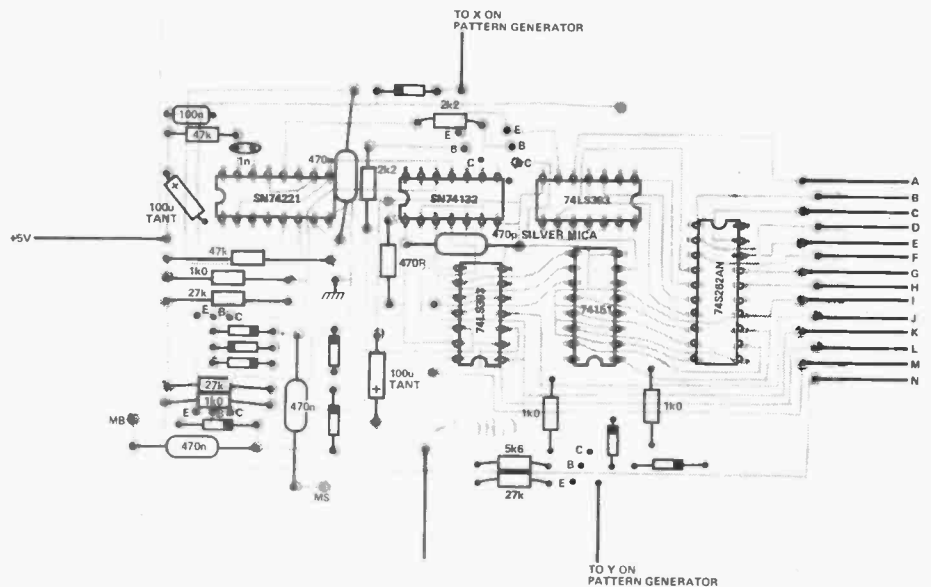 TO X ON
PATTERN GENERATOR
100n
47k
1n
2k2
E
B
C
E
B
C
470n
2k2
SN74221
SN74132
74LS393
100u
TANT
+5V
470p SILVER MICA
47k
1k0
27k
E B C
470R
74LS393
74151
74S262AN
A
B
C
D
E
F
G
H
I
J
K
L
M
N
100u
TANT
27k
1k0
E B C
MB
470n
470n
MS
1k0
1k0
5k6
27k
C
B
E
TO Y ON
PATTERN GENERATOR